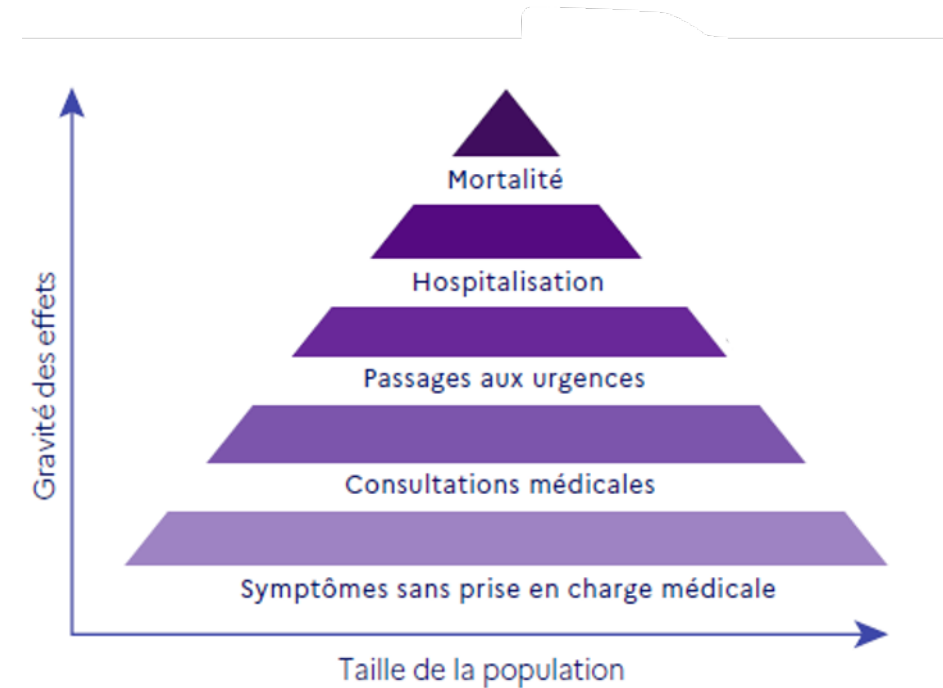 Mortalité
Hospitalisation
Passages aux urgences
Consultations médicales
Symptômes sans prise en charge médicale
Gravité des effets
Taille de la population